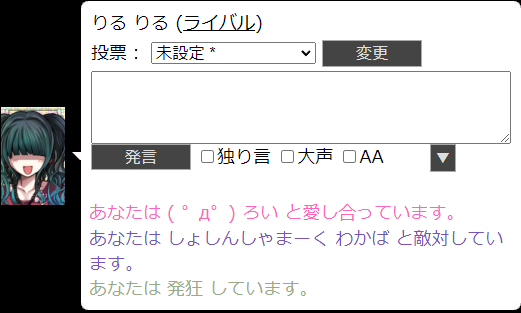 りる りる (ライバル)
投票： 未設定 * 変更
発言 独り言 大声 AA ▼
あなたは ( ﾟ д ﾟ ) ろい と愛し合っています。
あなたは しょしんしゃまーく わかば と敵対してい
ます。
あなたは 発狂 しています。